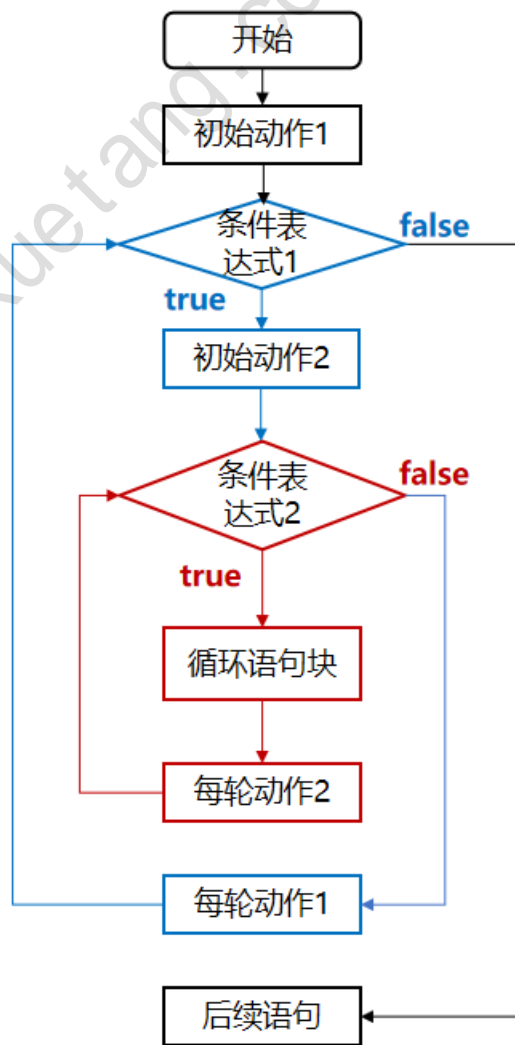 开始
初始动作1
条件表
达式1
false
true
初始动作2
条件表
达式2
false
true
循环语句块
每轮动作2
每轮动作1
后续语句